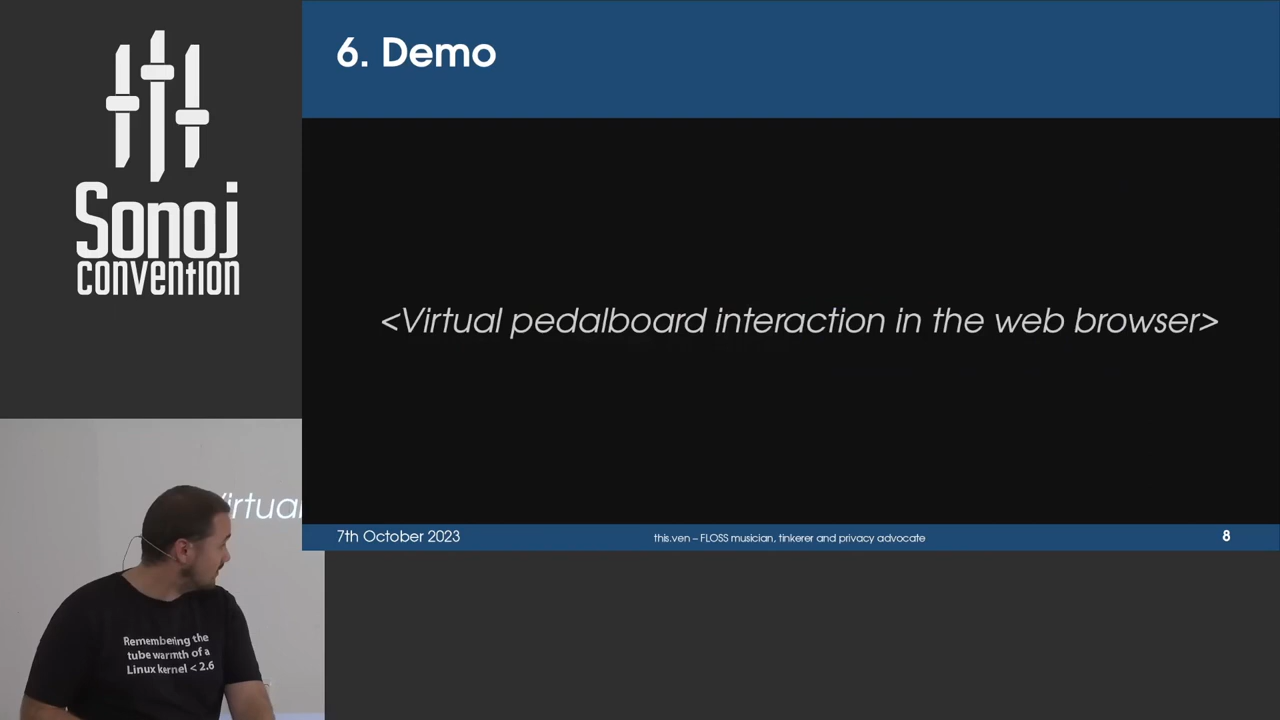 Sonoj
convention
6. Demo
<Virtual pedalboard interaction in the web browser>
7th October 2023
this.ven – FLOSS musician, tinkerer and privacy advocate
8
irtual
Remembering the
tube warmth of a
Linux kernel < 2.6